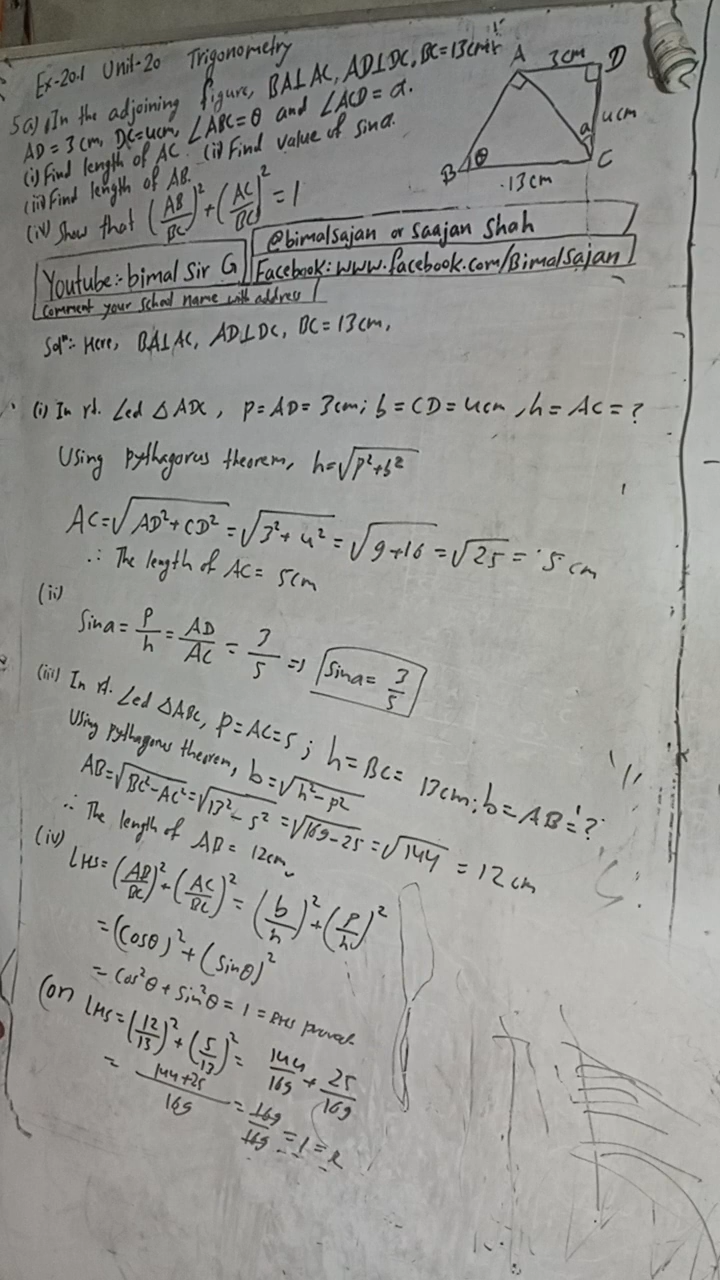 Ex-20.1 Unit-20 Trigonometry
5a) In the adjoining figure, BA⊥AC, AD⊥DC, BC=13cm
AD = 3cm, DC=4cm, ∠ABC=θ and ∠ACD=α.
(i) Find length of AC. (ii) Find value of sinα.
(iii) Find length of AB.
(iv) Show that (AB/BC)²+(AC/BC)²=1
A 3cm D
4cm
α
B θ C
13cm
@bimalsajan or Saajan Shah
Youtube:- bimal Sir G
Facebook: www.facebook.com/Bimalsajan
Comment your school name with address
Solⁿ:- Here, BA⊥AC, AD⊥DC, BC=13cm,
(i) In rt. ∠ed △ADC, p=AD=3cm; b=CD=4cm, h=AC=?
Using pythagorus theorem, h=√p²+b²
AC=√AD²+CD²=√3²+4²=√9+16=√25=5cm
∴ The length of AC= 5cm
(ii)
Sinα= p/h = AD/AC = 3/5 ⇒ Sinα= 3/5
(iii) In rt. ∠ed △ABC, p=AC=5; h=BC= 13cm; b=AB=?
Using pythagorus theorem, b=√h²-p²
AB=√BC²-AC²=√13²-5²=√169-25=√144=12cm
∴ The length of AB= 12cm
(iv)
LHS=(AB/BC)²+(AC/BC)²=(b/h)²+(p/h)²
=(cosθ)²+(sinθ)²
=cos²θ+sin²θ=1=RHS proved
(or) LHS=(12/13)²+(5/13)²= 144/169+25/169
= 144+25/169 = 169/169 =1=R